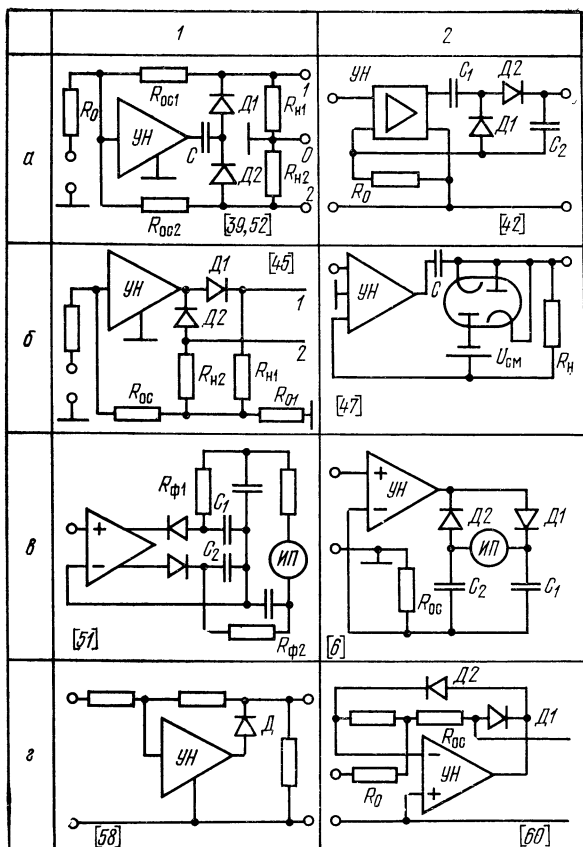 1 2
а
R₀
Rос1
УН
C
Д1
Д2
Rн1
Rн2
1
0
2
Rос2
[39,52]
УН
C₁
Д2
Д1
C₂
R₀
[42]
б
[45]
УН
Д1
Д2
1
2
Rн2
Rн1
Rос
R01
УН
C
Uсм
Rн
[47]
в
Rф1
C₁
C₂
+
−
ИП
Rф2
[51]
+
−
УН
Д2
Д1
ИП
C₂
C₁
Rос
[6]
г
УН
Д
[58]
Д2
Д1
Rос
R₀
−
+
УН
[60]